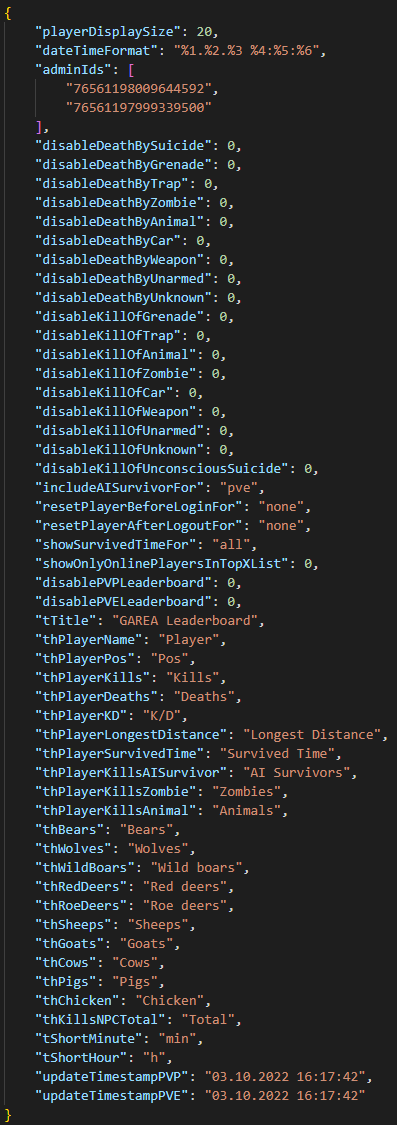 {
"playerDisplaySize": 20,
"dateTimeFormat": "%1.%2.%3 %4:%5:%6",
"adminIds": [
"76561198009644592",
"76561197999339500"
],
"disableDeathBySuicide": 0,
"disableDeathByGrenade": 0,
"disableDeathByTrap": 0,
"disableDeathByZombie": 0,
"disableDeathByAnimal": 0,
"disableDeathByCar": 0,
"disableDeathByWeapon": 0,
"disableDeathByUnarmed": 0,
"disableDeathByUnknown": 0,
"disableKillOfGrenade": 0,
"disableKillOfTrap": 0,
"disableKillOfAnimal": 0,
"disableKillOfZombie": 0,
"disableKillOfCar": 0,
"disableKillOfWeapon": 0,
"disableKillOfUnarmed": 0,
"disableKillOfUnknown": 0,
"disableKillOfUnconsciousSuicide": 0,
"includeAISurvivorFor": "pve",
"resetPlayerBeforeLoginFor": "none",
"resetPlayerAfterLogoutFor": "none",
"showSurvivedTimeFor": "all",
"showOnlyOnlinePlayersInTopXList": 0,
"disablePVPLeaderboard": 0,
"disablePVELeaderboard": 0,
"tTitle": "GAREA Leaderboard",
"thPlayerName": "Player",
"thPlayerPos": "Pos",
"thPlayerKills": "Kills",
"thPlayerDeaths": "Deaths",
"thPlayerKD": "K/D",
"thPlayerLongestDistance": "Longest Distance",
"thPlayerSurvivedTime": "Survived Time",
"thPlayerKillsAISurvivor": "AI Survivors",
"thPlayerKillsZombie": "Zombies",
"thPlayerKillsAnimal": "Animals",
"thBears": "Bears",
"thWolves": "Wolves",
"thWildBoars": "Wild boars",
"thRedDeers": "Red deers",
"thRoeDeers": "Roe deers",
"thSheeps": "Sheeps",
"thGoats": "Goats",
"thCows": "Cows",
"thPigs": "Pigs",
"thChicken": "Chicken",
"thKillsNPCTotal": "Total",
"tShortMinute": "min",
"tShortHour": "h",
"updateTimestampPVP": "03.10.2022 16:17:42",
"updateTimestampPVE": "03.10.2022 16:17:42"
}